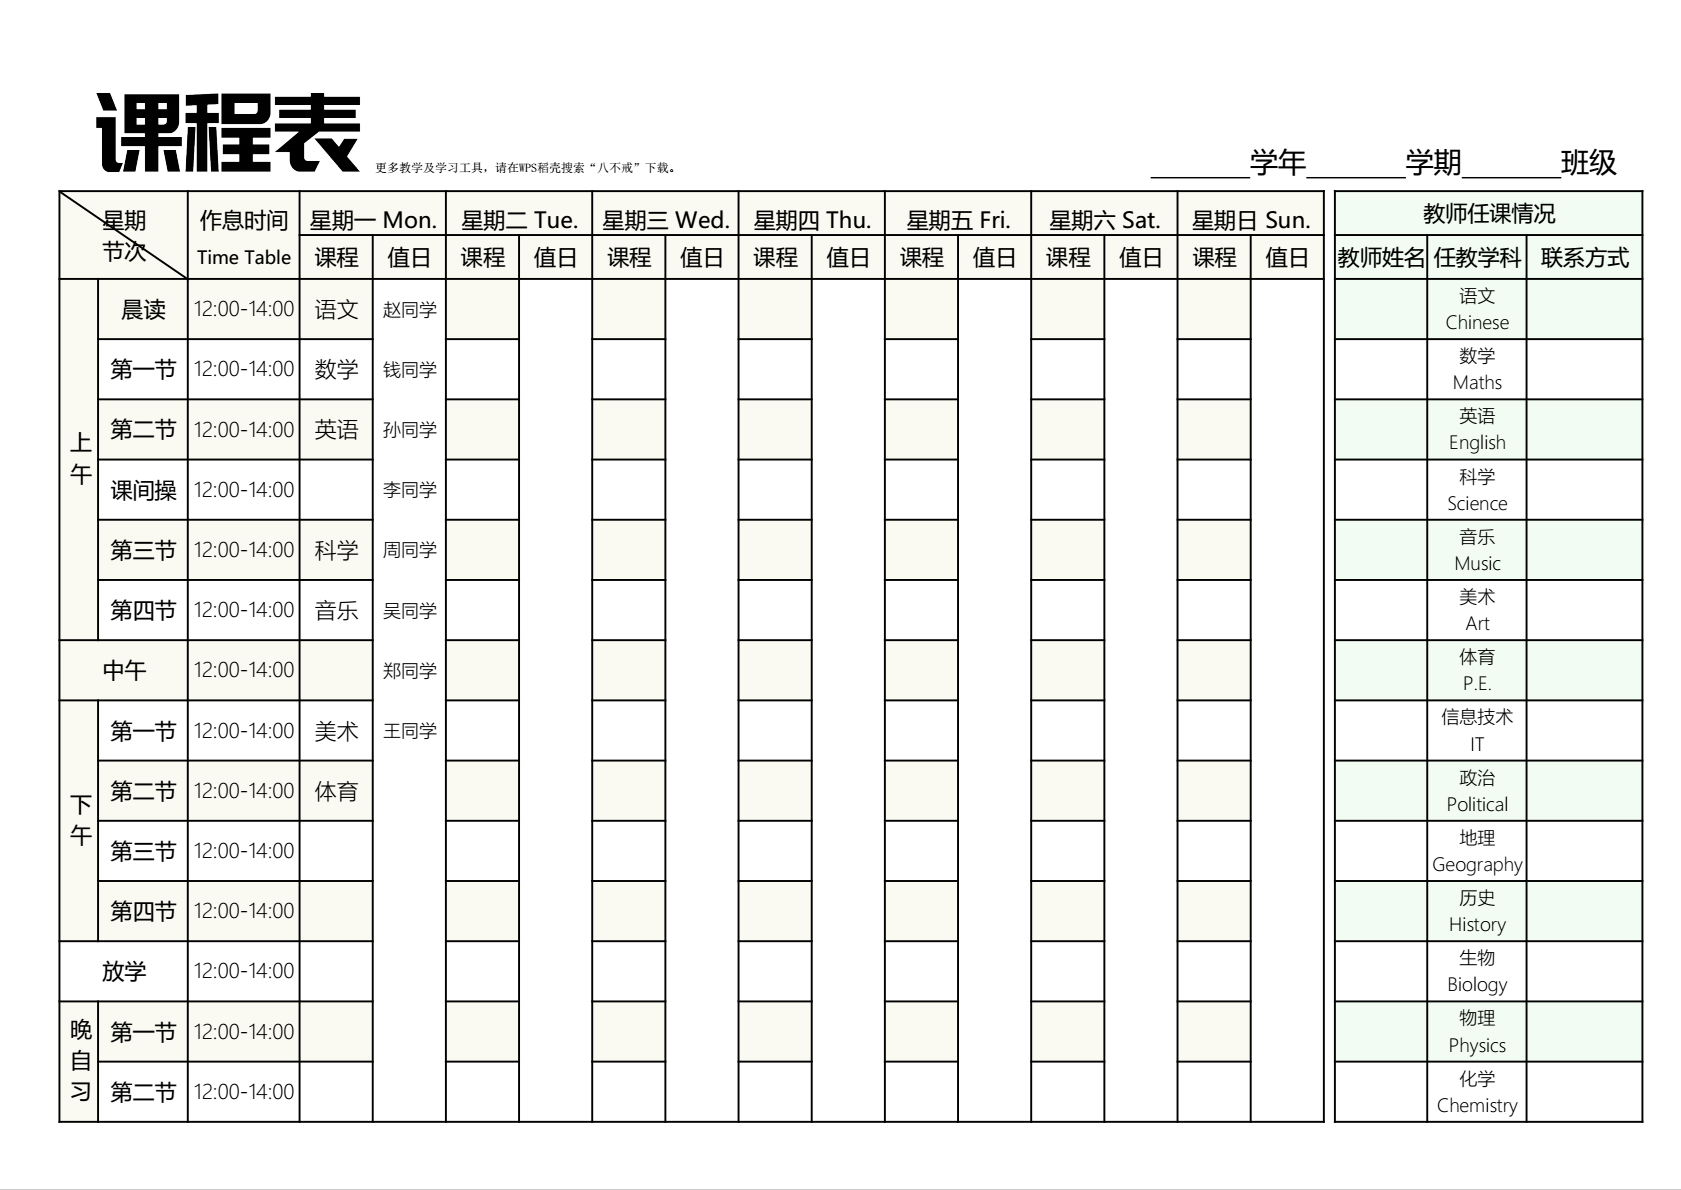 课程表
更多教学及学习工具，请在WPS稻壳搜索“八不戒”下载。
_______学年_______学期_______班级
星期
节次
作息时间
Time Table
星期一 Mon. 星期二 Tue. 星期三 Wed. 星期四 Thu. 星期五 Fri. 星期六 Sat. 星期日 Sun.
课程 值日 课程 值日 课程 值日 课程 值日 课程 值日 课程 值日 课程 值日
上午
晨读 12:00-14:00 语文 赵同学
第一节 12:00-14:00 数学 钱同学
第二节 12:00-14:00 英语 孙同学
课间操 12:00-14:00 李同学
第三节 12:00-14:00 科学 周同学
第四节 12:00-14:00 音乐 吴同学
中午 12:00-14:00 郑同学
下午
第一节 12:00-14:00 美术 王同学
第二节 12:00-14:00 体育
第三节 12:00-14:00
第四节 12:00-14:00
放学 12:00-14:00
晚自习
第一节 12:00-14:00
第二节 12:00-14:00
教师任课情况
教师姓名 任教学科 联系方式
语文
Chinese
数学
Maths
英语
English
科学
Science
音乐
Music
美术
Art
体育
P.E.
信息技术
IT
政治
Political
地理
Geography
历史
History
生物
Biology
物理
Physics
化学
Chemistry